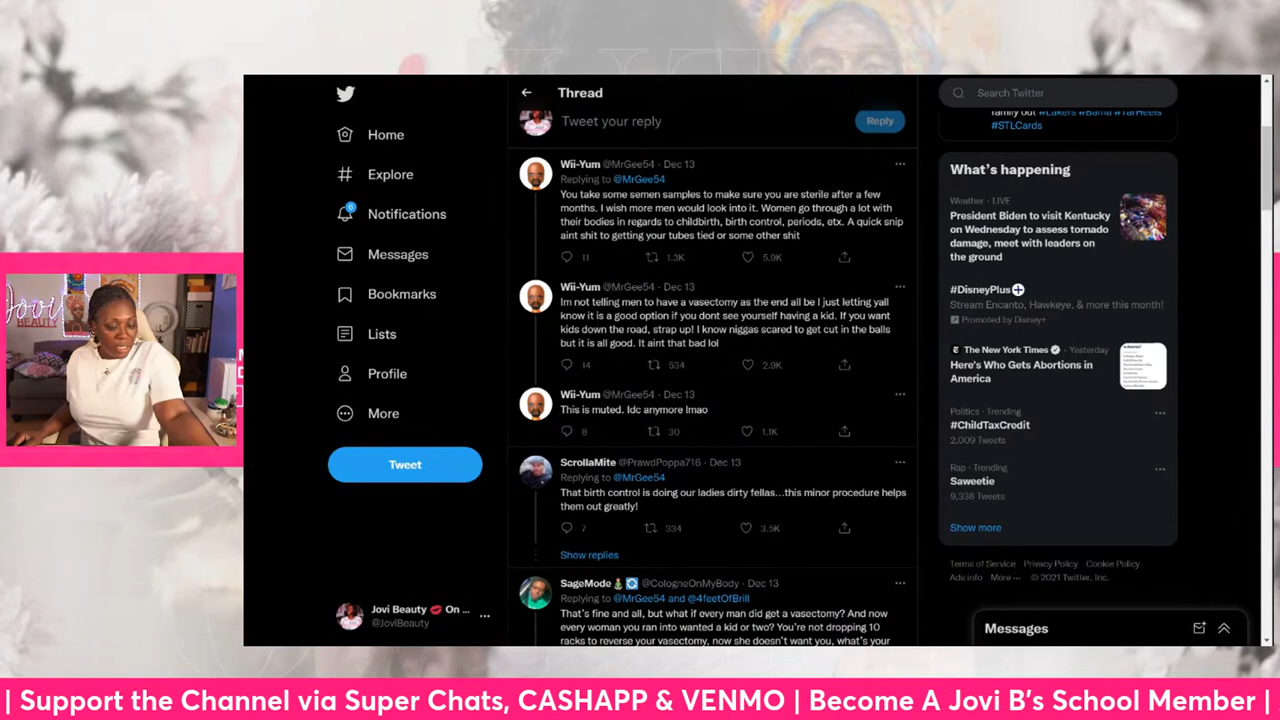 Home
Explore
6
Notifications
Messages
Bookmarks
Lists
Profile
More
Tweet
Jovi Beauty 💋 On ...
@JoviBeauty
Thread
Tweet your reply
Reply
Wii-Yum @MrGee54 · Dec 13
Replying to @MrGee54
You take some semen samples to make sure you are sterile after a few
months. I wish more men would look into it. Women go through a lot with
their bodies in regards to childbirth, birth control, periods, etx. A quick snip
aint shit to getting your tubes tied or some other shit
11 1.3K 5.9K
Wii-Yum @MrGee54 · Dec 13
Im not telling men to have a vasectomy as the end all be I just letting yall
know it is a good option if you dont see yourself having a kid. If you want
kids down the road, strap up! I know niggas scared to get cut in the balls
but it is all good. It aint that bad lol
14 534 2.9K
Wii-Yum @MrGee54 · Dec 13
This is muted. Idc anymore lmao
8 30 1.1K
ScrollaMite @PrawdPoppa716 · Dec 13
Replying to @MrGee54
That birth control is doing our ladies dirty fellas...this minor procedure helps
them out greatly!
7 334 3.5K
Show replies
SageMode @CologneOnMyBody · Dec 13
Replying to @MrGee54 and @4feetOfBrill
That's fine and all, but what if every man did get a vasectomy? And now
every woman you ran into wanted a kid or two? You're not dropping 10
racks to reverse your vasectomy, now she doesn't want you, what's your
Search Twitter
family out #Lakers #Bama #TarHeels
#STLCards
What's happening
Weather · LIVE
President Biden to visit Kentucky
on Wednesday to assess tornado
damage, meet with leaders on
the ground
#DisneyPlus
Stream Encanto, Hawkeye, & more this month!
Promoted by Disney+
The New York Times · Yesterday
Here's Who Gets Abortions in
America
Politics · Trending
#ChildTaxCredit
2,009 Tweets
Rap · Trending
Saweetie
9,338 Tweets
Show more
Terms of Service Privacy Policy Cookie Policy
Ads info More ··· © 2021 Twitter, Inc.
Messages
Jovi
BEAUTY
| Support the Channel via Super Chats, CASHAPP & VENMO | Become A Jovi B's School Member |